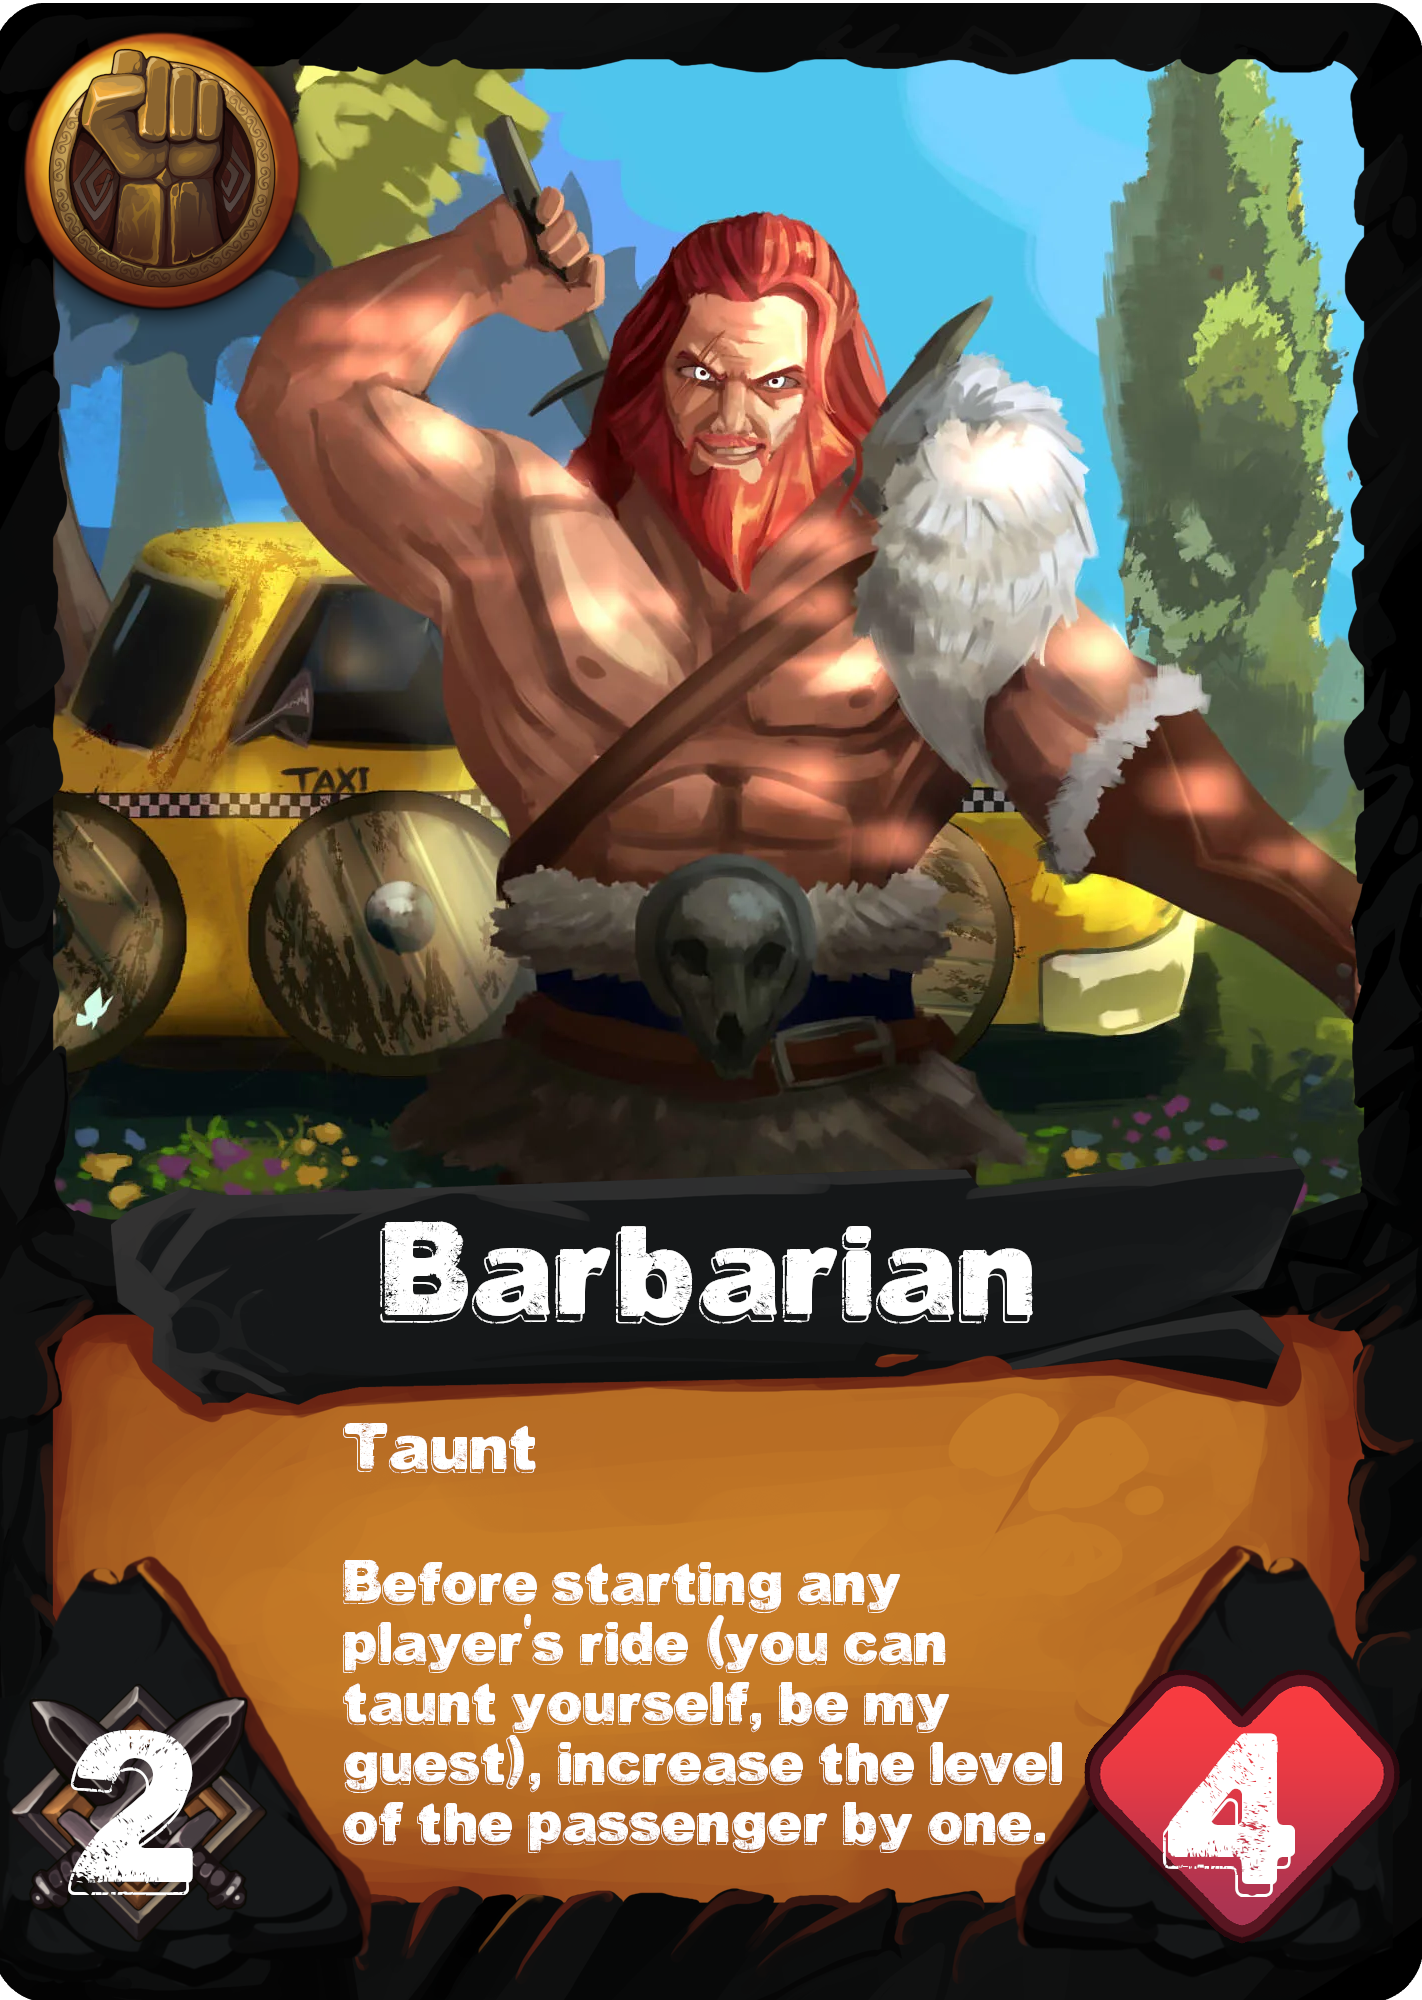 TAXI
Barbarian
Taunt
Before starting any
player's ride (you can
taunt yourself, be my
guest), increase the level
of the passenger by one.
2
4